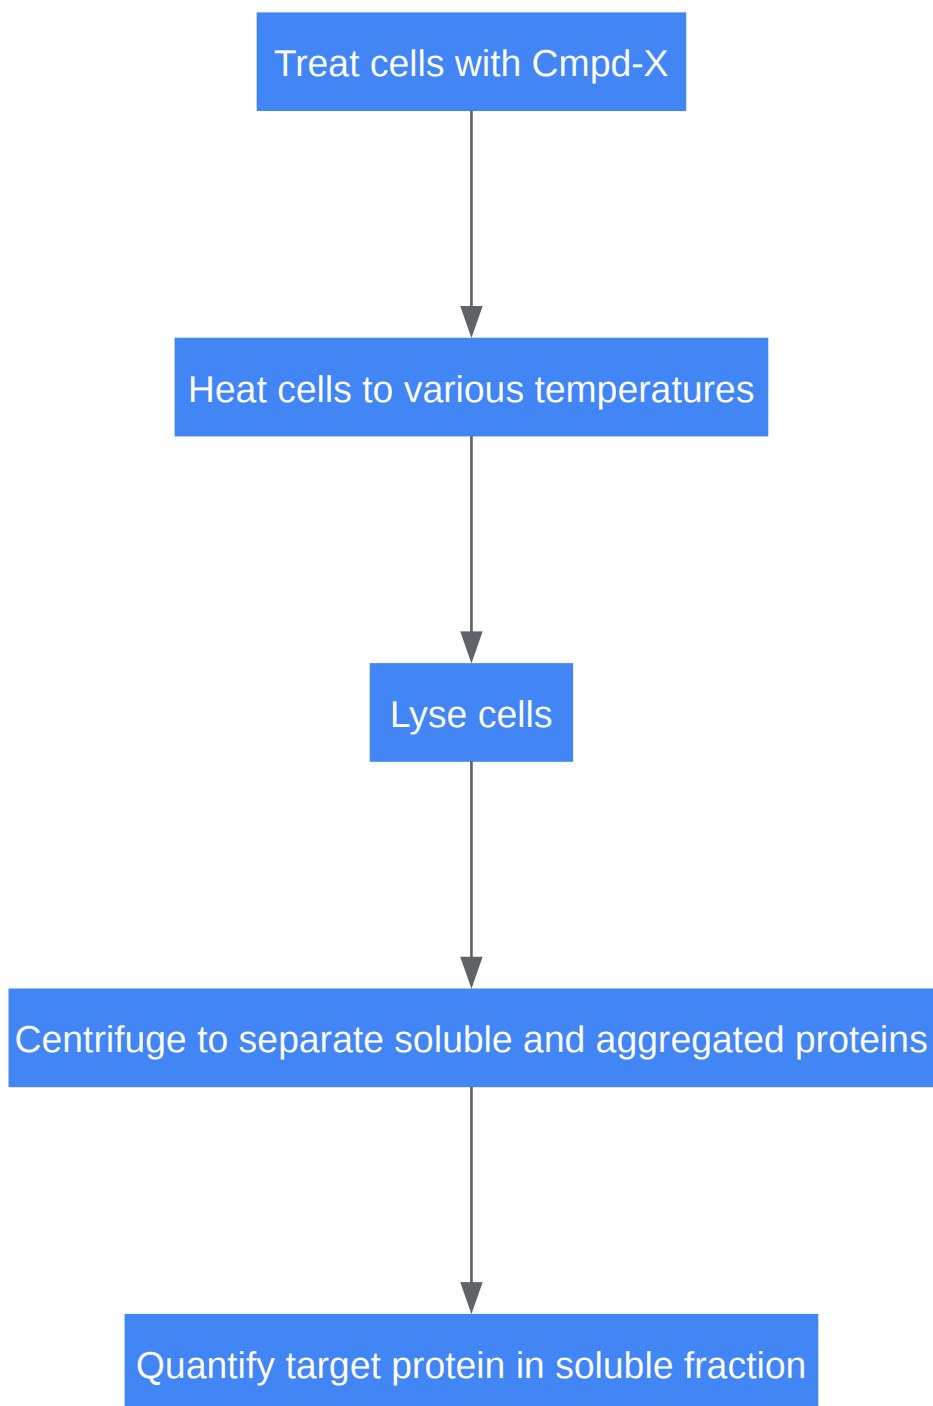 Treat cells with Cmpd-X
Heat cells to various temperatures
Lyse cells
Centrifuge to separate soluble and aggregated proteins
Quantify target protein in soluble fraction